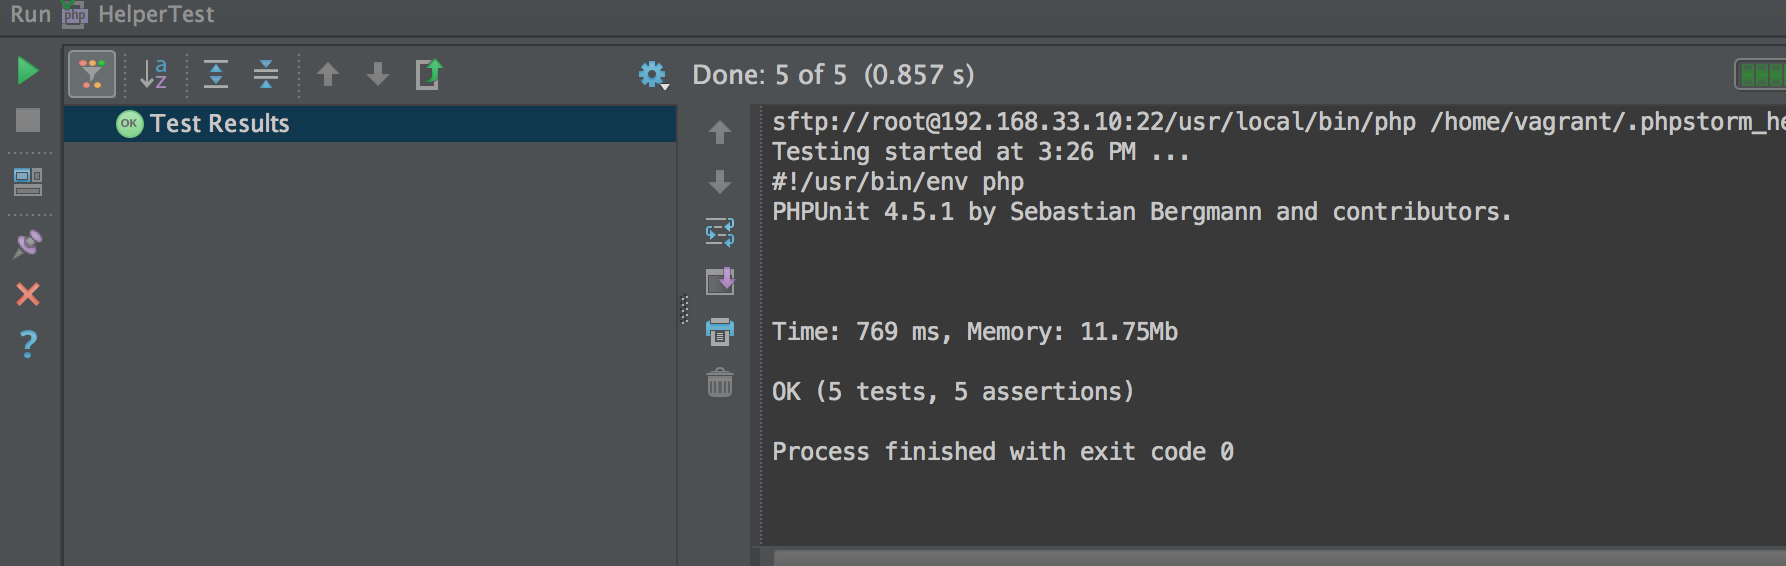 Run php HelperTest
a
z
Done: 5 of 5 (0.857 s)
OK Test Results
sftp://root@192.168.33.10:22/usr/local/bin/php /home/vagrant/.phpstorm_he
Testing started at 3:26 PM ...
#!/usr/bin/env php
PHPUnit 4.5.1 by Sebastian Bergmann and contributors.
Time: 769 ms, Memory: 11.75Mb
OK (5 tests, 5 assertions)
Process finished with exit code 0
?